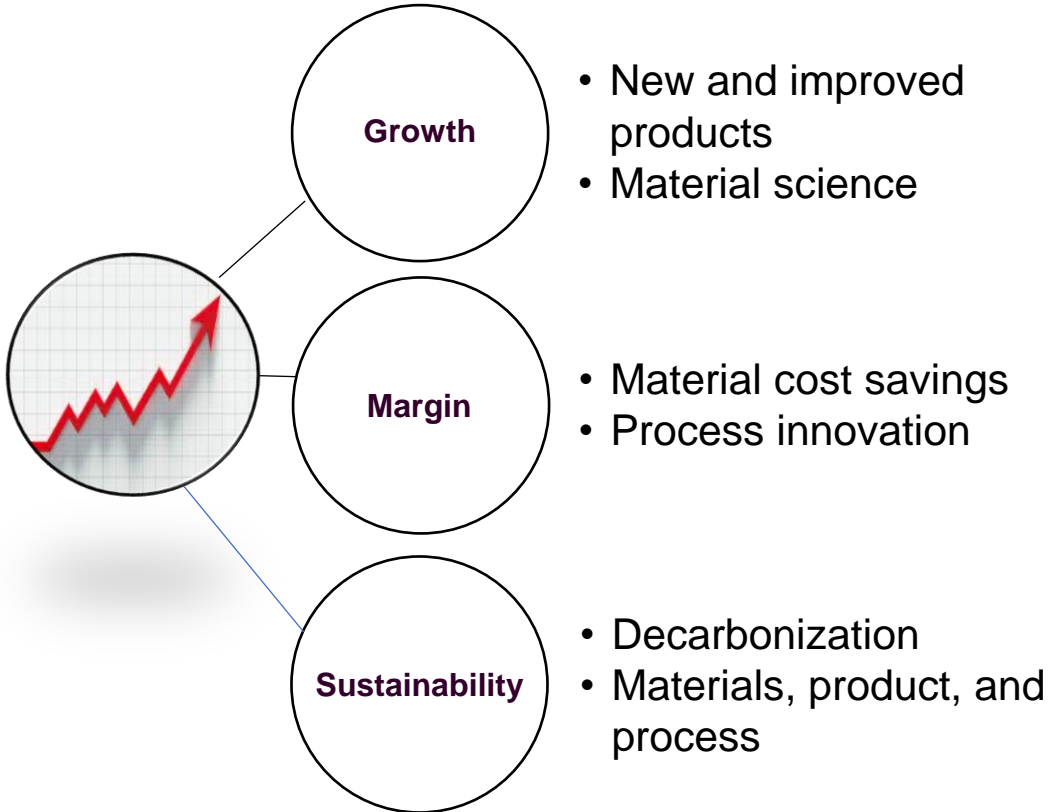 Growth
• New and improved
products
• Material science
Margin
• Material cost savings
• Process innovation
Sustainability
• Decarbonization
• Materials, product, and
process